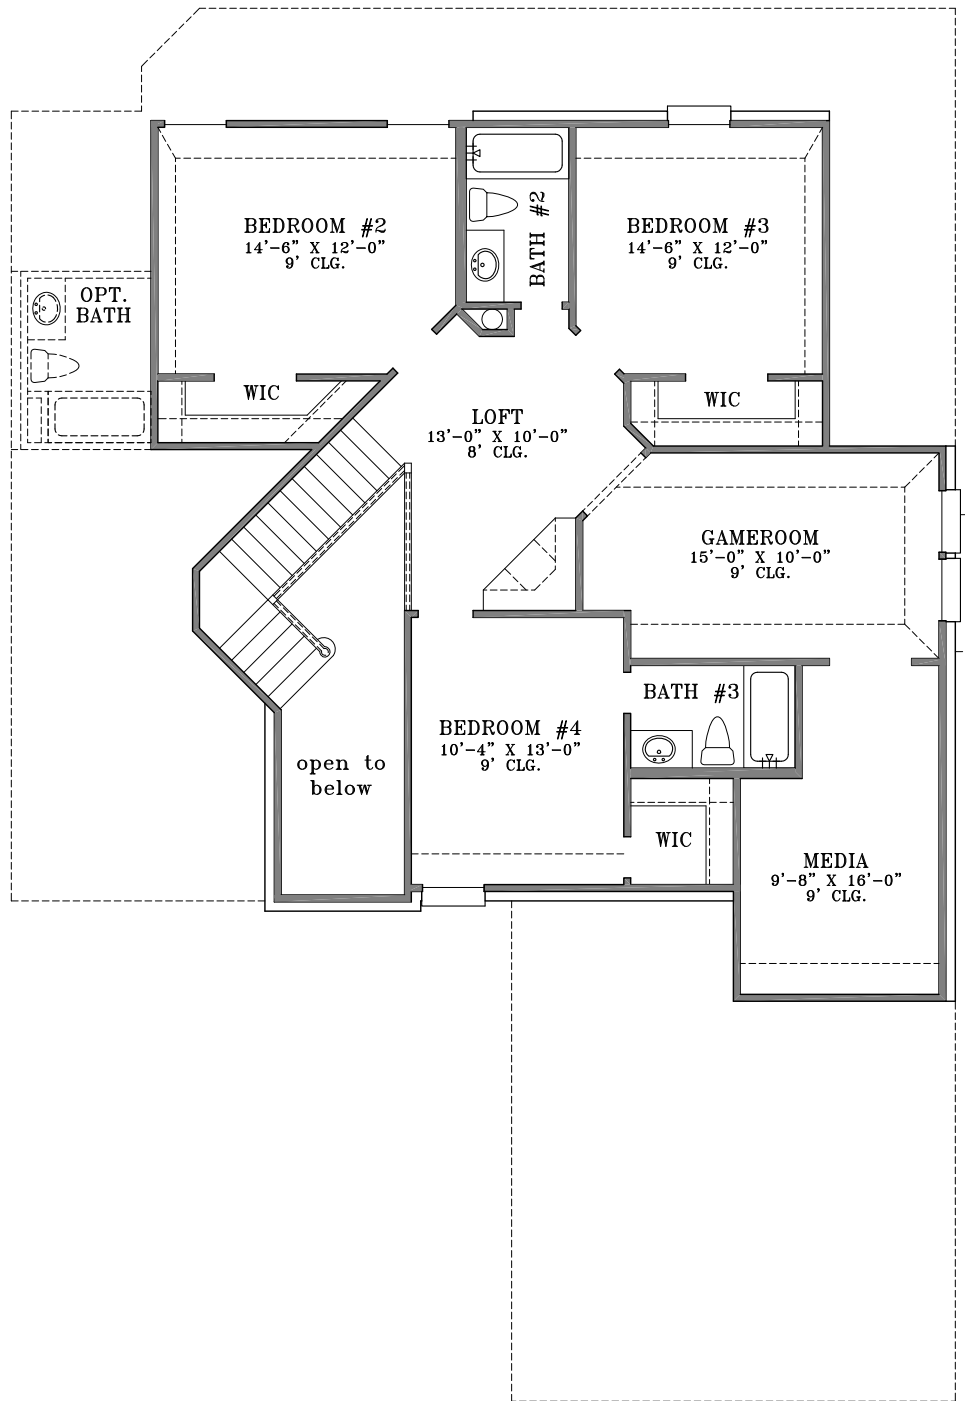 BEDROOM #2
14'-6" X 12'-0"
9' CLG.
BATH #2
BEDROOM #3
14'-6" X 12'-0"
9' CLG.
OPT.
BATH
WIC
WIC
LOFT
13'-0" X 10'-0"
8' CLG.
GAMEROOM
15'-0" X 10'-0"
9' CLG.
BATH #3
BEDROOM #4
10'-4" X 13'-0"
9' CLG.
open to
below
WIC
MEDIA
9'-8" X 16'-0"
9' CLG.